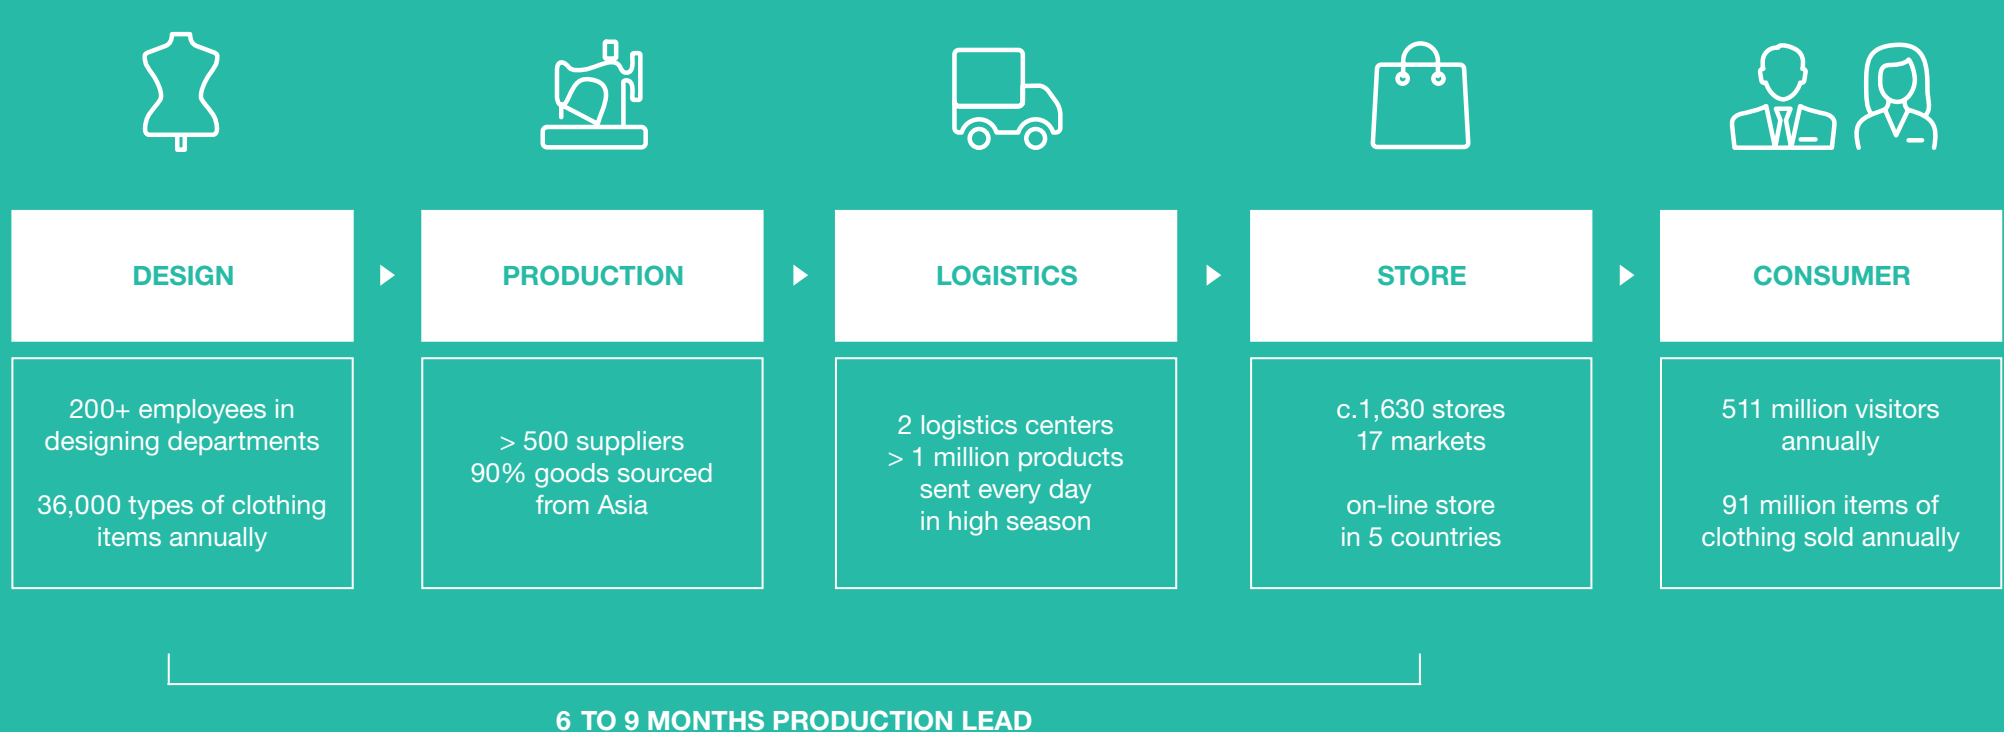 DESIGN
PRODUCTION
LOGISTICS
STORE
CONSUMER
200+ employees in
designing departments
36,000 types of clothing
items annually
> 500 suppliers
90% goods sourced
from Asia
2 logistics centers
> 1 million products
sent every day
in high season
c.1,630 stores
17 markets
on-line store
in 5 countries
511 million visitors
annually
91 million items of
clothing sold annually
6 TO 9 MONTHS PRODUCTION LEAD